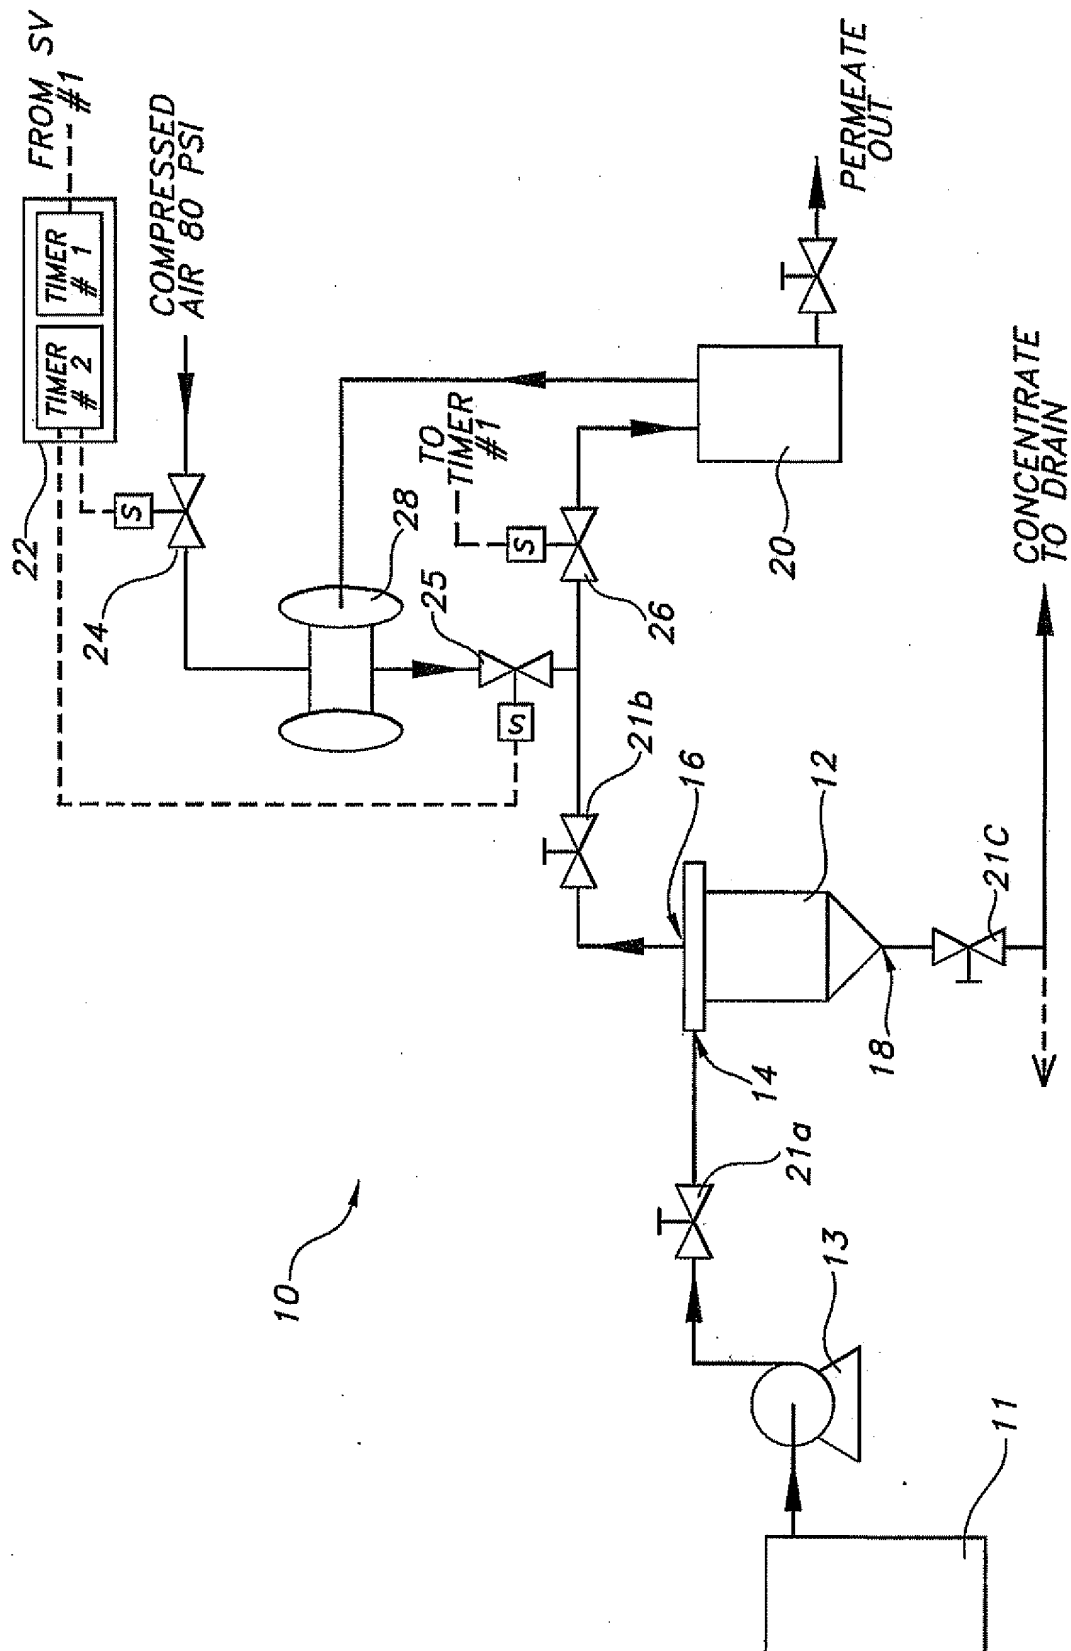 FROM SV
#1
TIMER
# 1
TIMER
# 2
COMPRESSED
AIR 80 PSI
22
24
28
25
TO
TIMER
#1
S
S
S
26
20
PERMEATE
OUT
21b
16
12
CONCENTRATE
TO DRAIN
21C
18
14
21a
10
13
11